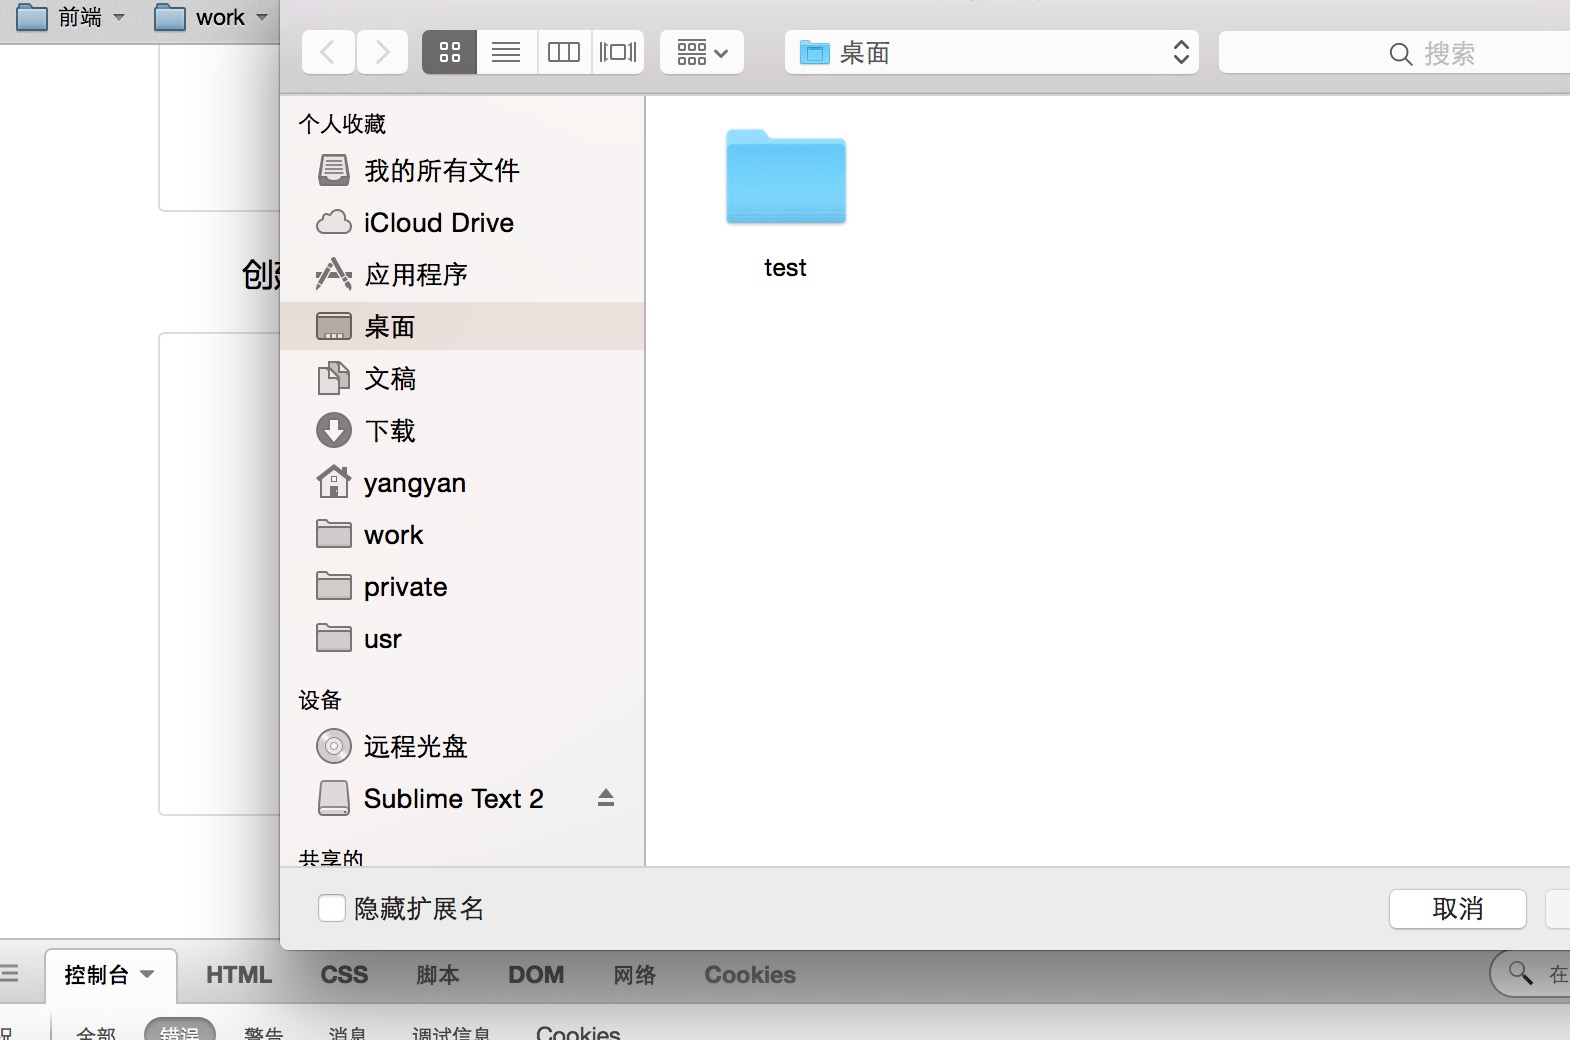 前端
work
桌面
搜索
个人收藏
我的所有文件
iCloud Drive
应用程序
桌面
文稿
下载
yangyan
work
private
usr
设备
远程光盘
Sublime Text 2
共享的
test
创
隐藏扩展名
取消
控制台 HTML CSS 脚本 DOM 网络 Cookies
在
全部 错误 警告 消息 调试信息 Cookies